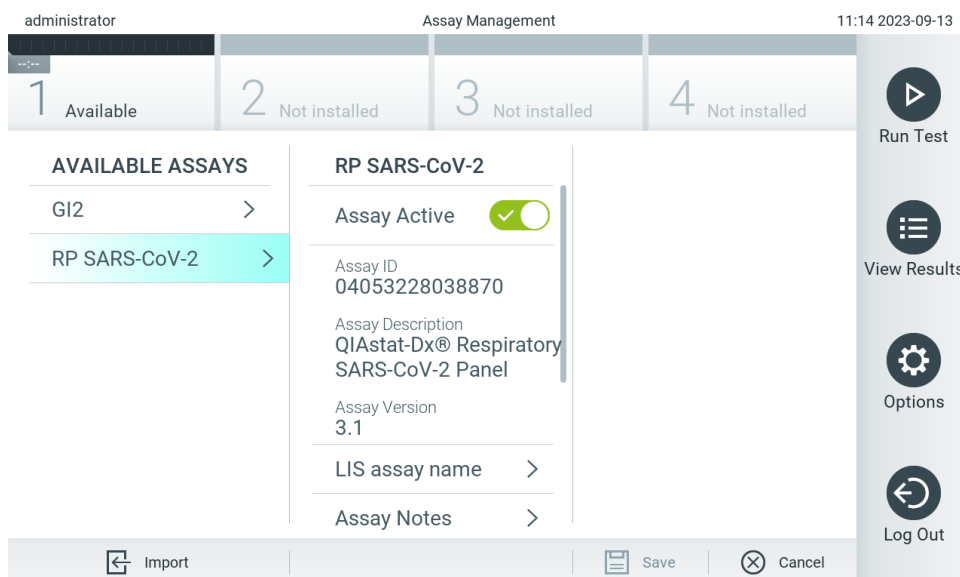 administrator
Assay Management
11:14 2023-09-13
--:--
1 Available
2 Not installed
3 Not installed
4 Not installed
Run Test
View Results
Options
Log Out
AVAILABLE ASSAYS
GI2
RP SARS-CoV-2
RP SARS-CoV-2
Assay Active
Assay ID
04053228038870
Assay Description
QIAstat-Dx® Respiratory
SARS-CoV-2 Panel
Assay Version
3.1
LIS assay name
Assay Notes
Import
Save
Cancel